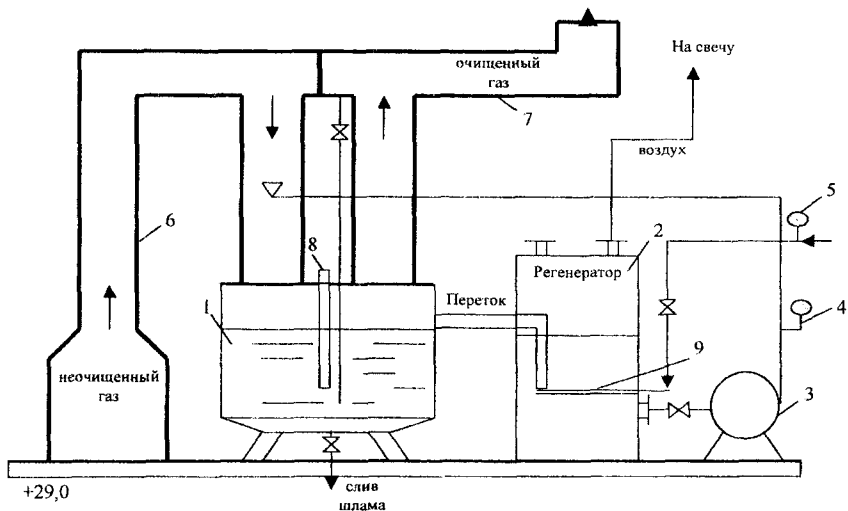 На свечу
очищенный
газ
7
воздух
5
6
8
2
Регенератор
1
Переток
4
9
неочищенный
газ
3
+29,0
слив
шлама